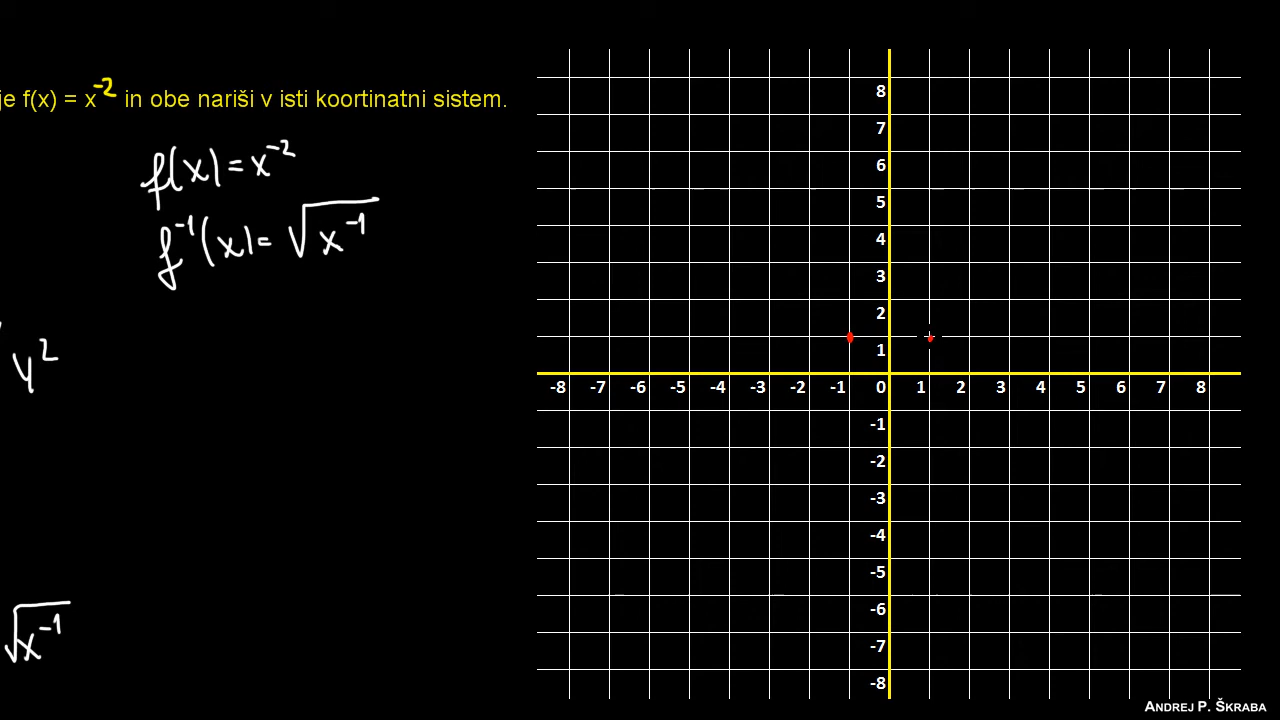 je f(x) = x⁻² in obe nariši v isti koortinatni sistem.
f(x) = x⁻²
f⁻¹(x) = √x⁻¹
y²
√x⁻¹
8
7
6
5
4
3
2
1
-8 -7 -6 -5 -4 -3 -2 -1 0 1 2 3 4 5 6 7 8
-1
-2
-3
-4
-5
-6
-7
-8
ANDREJ P. ŠKRABA